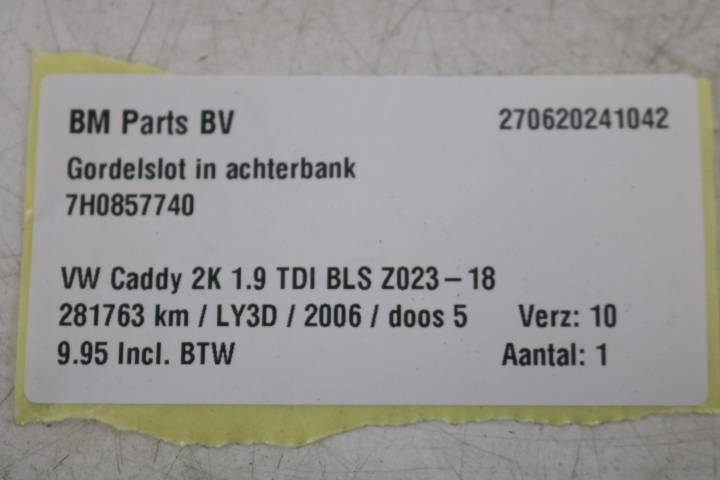 BM Parts BV 270620241042
Gordelslot in achterbank
7H0857740
VW Caddy 2K 1.9 TDI BLS Z023-18
281763 km / LY3D / 2006 / doos 5 Verz: 10
9.95 Incl. BTW Aantal: 1